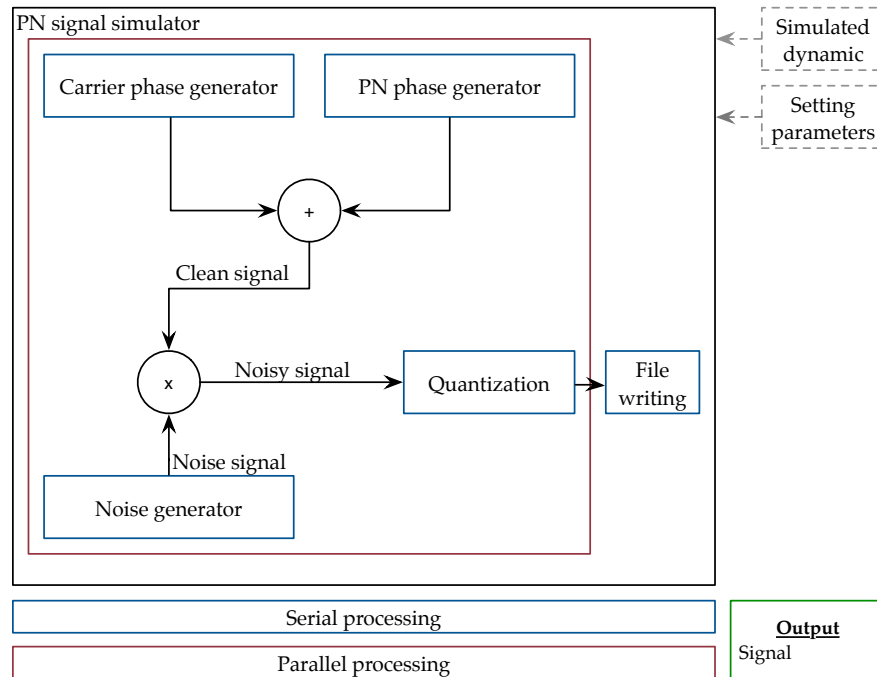 PN signal simulator
Simulated
dynamic
Carrier phase generator
PN phase generator
Setting
parameters
+
Clean signal
x
Noisy signal
Quantization
File
writing
Noise signal
Noise generator
Serial processing
Output
Signal
Parallel processing